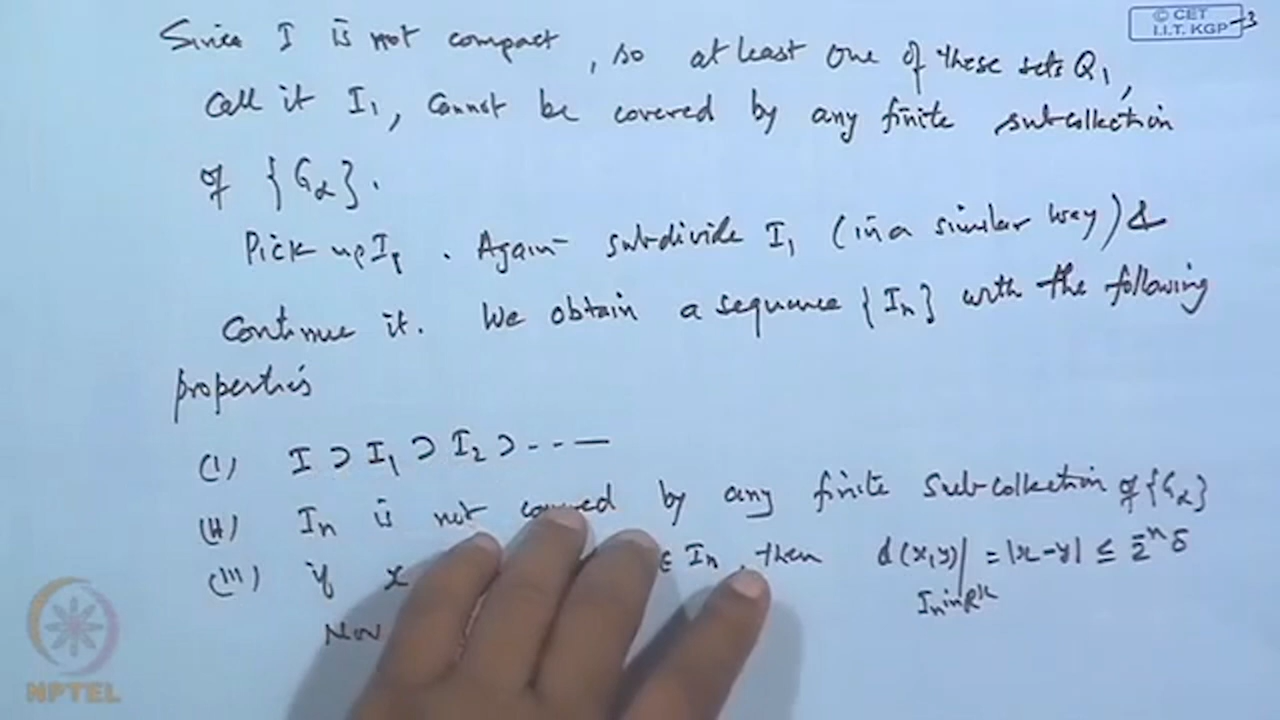 © CET
I.I.T. KGP
Since I is not compact, so at least one of these sets Q₁,
Call it I₁, cannot be covered by any finite subcollection
of {Gα}.
Pick up I₁. Again subdivide I₁ (in a similar way) &
Continue it. We obtain a sequence {Iₙ} with the following
properties
(I) I ⊃ I₁ ⊃ I₂ ⊃ - - —
(II) Iₙ is not covered by any finite subcollection of {Gα}
(III) if x ∈ Iₙ, then d(x,y)| = |x-y| ≤ 2⁻ⁿ δ
Iₙ in Rᵏ
Now
NPTEL